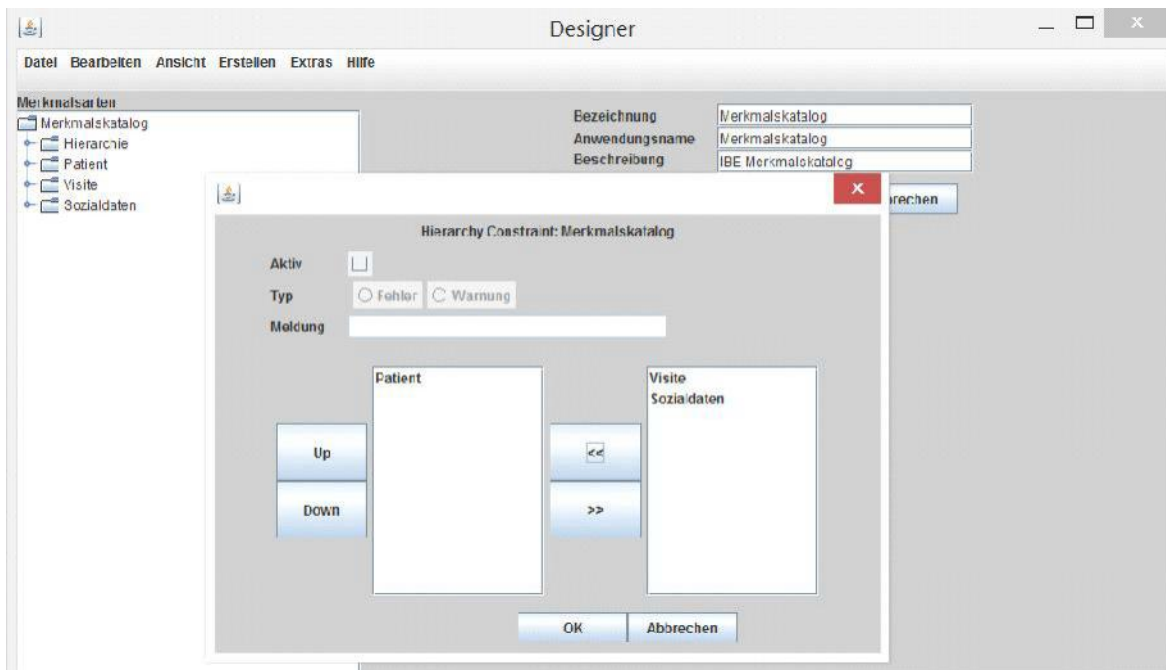 Designer
Datei Bearbeiten Ansicht Erstellen Extras Hilfe
Merkmalsarten
Merkmalskatalog
Hierarchie
Patient
Visite
Sozialdaten
Bezeichnung Merkmalskatalog
Anwendungsname Merkmalskatalog
Beschreibung IBE Merkmalskatalog
brechen
Hierarchy Constraint: Merkmalskatalog
Aktiv
Typ Fehler Warnung
Meldung
Patient Visite
Sozialdaten
Up <<
Down >>
OK Abbrechen